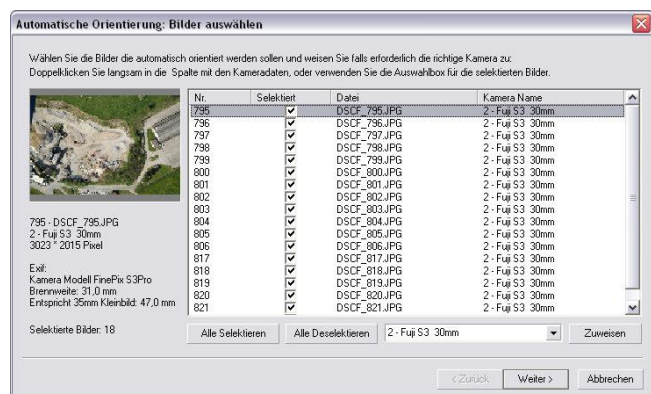 Automatische Orientierung: Bilder auswählen
Wählen Sie die Bilder die automatisch orientiert werden sollen und weisen Sie falls erforderlich die richtige Kamera zu:
Doppelklicken Sie langsam in die Spalte mit den Kameradaten, oder verwenden Sie die Auswahlbox für die selektierten Bilder.
Nr. Selektiert Datei Kamera Name
795 DSCF_795.JPG 2 - Fuji S3 30mm
796 DSCF_796.JPG 2 - Fuji S3 30mm
797 DSCF_797.JPG 2 - Fuji S3 30mm
798 DSCF_798.JPG 2 - Fuji S3 30mm
799 DSCF_799.JPG 2 - Fuji S3 30mm
800 DSCF_800.JPG 2 - Fuji S3 30mm
801 DSCF_801.JPG 2 - Fuji S3 30mm
802 DSCF_802.JPG 2 - Fuji S3 30mm
803 DSCF_803.JPG 2 - Fuji S3 30mm
804 DSCF_804.JPG 2 - Fuji S3 30mm
805 DSCF_805.JPG 2 - Fuji S3 30mm
806 DSCF_806.JPG 2 - Fuji S3 30mm
817 DSCF_817.JPG 2 - Fuji S3 30mm
818 DSCF_818.JPG 2 - Fuji S3 30mm
819 DSCF_819.JPG 2 - Fuji S3 30mm
820 DSCF_820.JPG 2 - Fuji S3 30mm
821 DSCF_821.JPG 2 - Fuji S3 30mm
795 - DSCF_795.JPG
2 - Fuji S3 30mm
3023 * 2015 Pixel
Exif:
Kamera Modell FinePix S3Pro
Brennweite: 31,0 mm
Entspricht 35mm Kleinbild: 47,0 mm
Selektierte Bilder: 18
Alle Selektieren Alle Deselektieren 2 - Fuji S3 30mm Zuweisen
< Zurück Weiter > Abbrechen